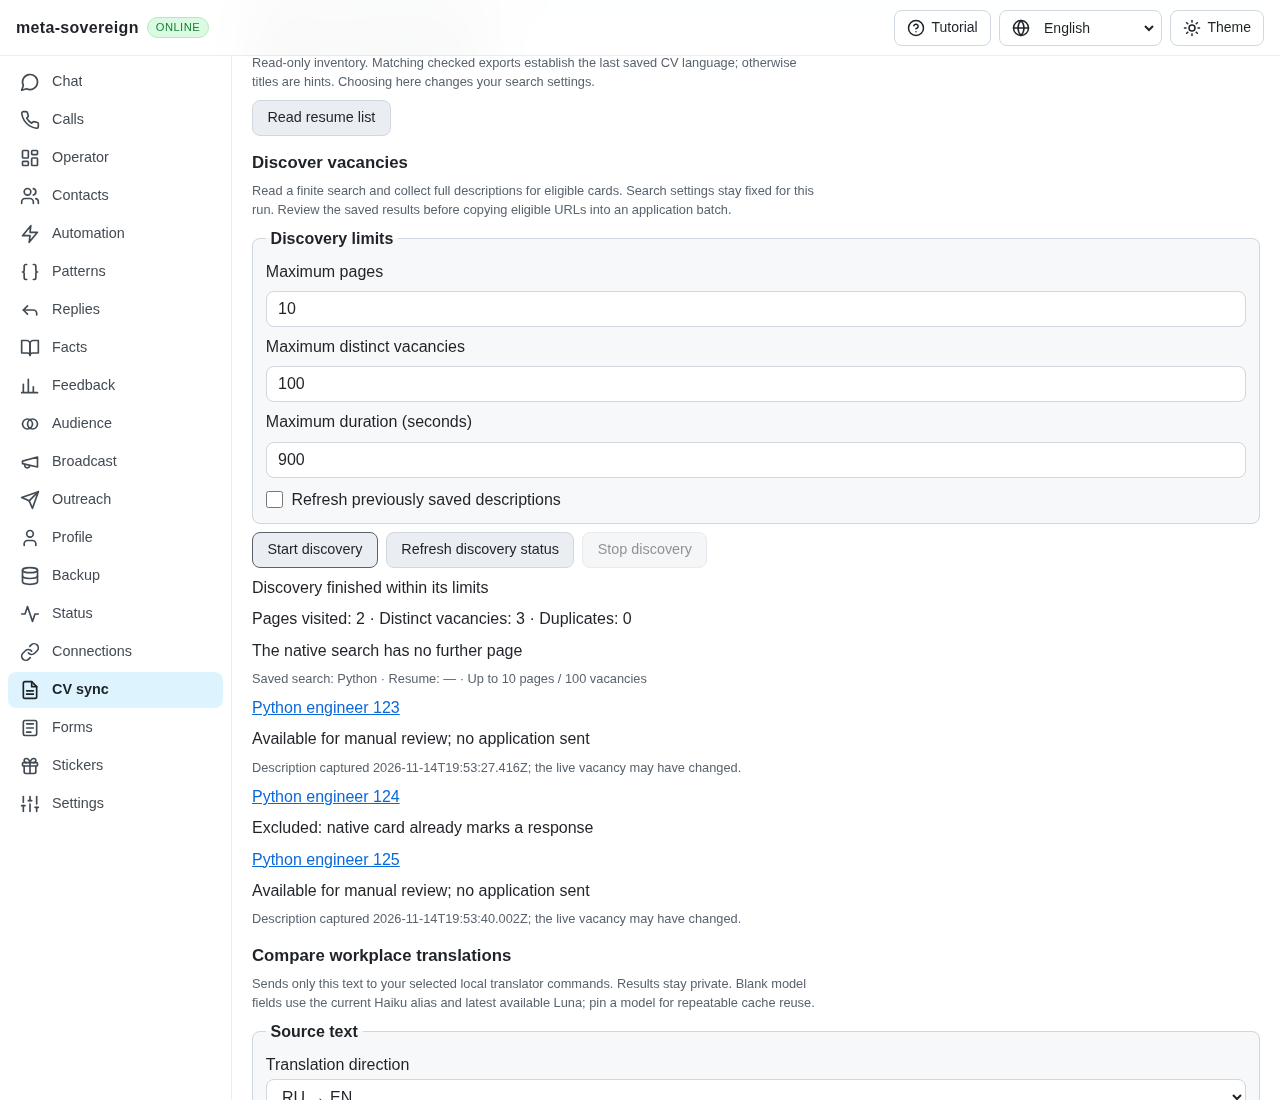 meta-sovereign ONLINE Tutorial English Theme
Chat
Calls
Operator
Contacts
Automation
Patterns
Replies
Facts
Feedback
Audience
Broadcast
Outreach
Profile
Backup
Status
Connections
CV sync
Forms
Stickers
Settings
Read-only inventory. Matching checked exports establish the last saved CV language; otherwise
titles are hints. Choosing here changes your search settings.
Read resume list
Discover vacancies
Read a finite search and collect full descriptions for eligible cards. Search settings stay fixed for this
run. Review the saved results before copying eligible URLs into an application batch.
Discovery limits
Maximum pages
10
Maximum distinct vacancies
100
Maximum duration (seconds)
900
Refresh previously saved descriptions
Start discovery Refresh discovery status Stop discovery
Discovery finished within its limits
Pages visited: 2 · Distinct vacancies: 3 · Duplicates: 0
The native search has no further page
Saved search: Python · Resume: — · Up to 10 pages / 100 vacancies
Python engineer 123
Available for manual review; no application sent
Description captured 2026-11-14T19:53:27.416Z; the live vacancy may have changed.
Python engineer 124
Excluded: native card already marks a response
Python engineer 125
Available for manual review; no application sent
Description captured 2026-11-14T19:53:40.002Z; the live vacancy may have changed.
Compare workplace translations
Sends only this text to your selected local translator commands. Results stay private. Blank model
fields use the current Haiku alias and latest available Luna; pin a model for repeatable cache reuse.
Source text
Translation direction
RU → EN